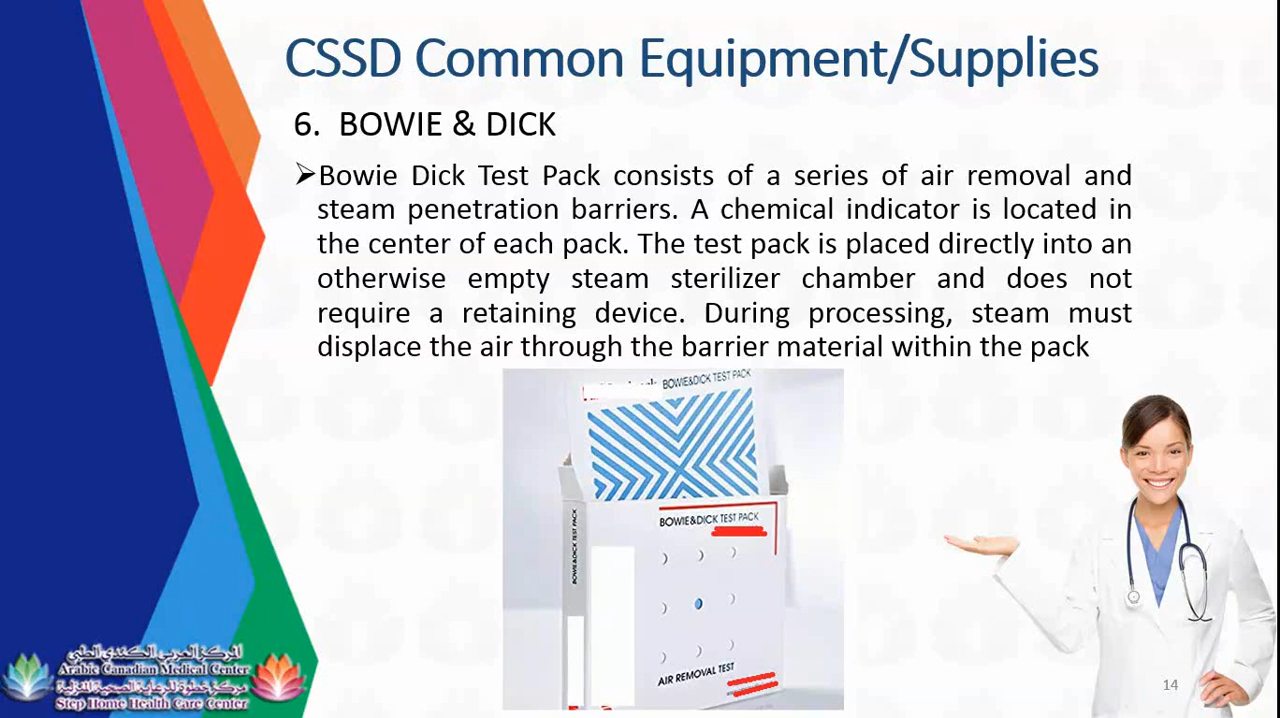 CSSD Common Equipment/Supplies
6. BOWIE & DICK
➢Bowie Dick Test Pack consists of a series of air removal and
steam penetration barriers. A chemical indicator is located in
the center of each pack. The test pack is placed directly into an
otherwise empty steam sterilizer chamber and does not
require a retaining device. During processing, steam must
displace the air through the barrier material within the pack
BOWIE&DICK TEST PACK
BOWIE&DICK TEST PACK
BOWIE&DICK TEST PACK
AIR REMOVAL TEST
المركز العربي الكندي الطبي
Arabic Canadian Medical Center
مركز خطوة للرعاية الصحية المنزلية
Step Home Health Care Center
14